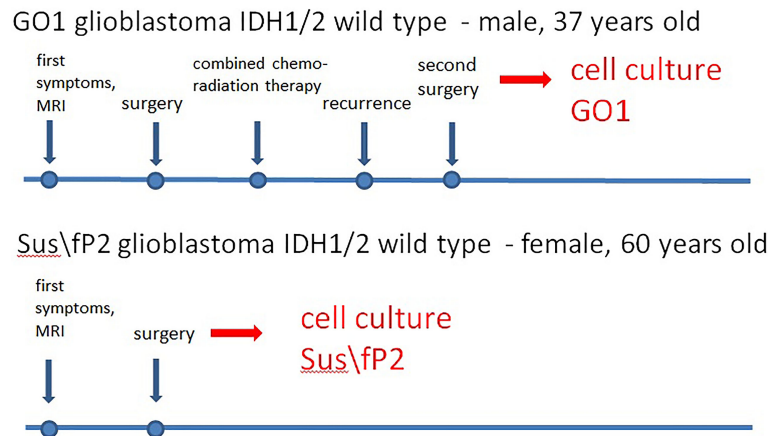 GO1 glioblastoma IDH1/2 wild type - male, 37 years old
first
symptoms,
MRI
surgery
combined chemo-
radiation therapy
recurrence
second
surgery
cell culture
GO1
Sus\fP2 glioblastoma IDH1/2 wild type - female, 60 years old
first
symptoms,
MRI
surgery
cell culture
Sus\fP2